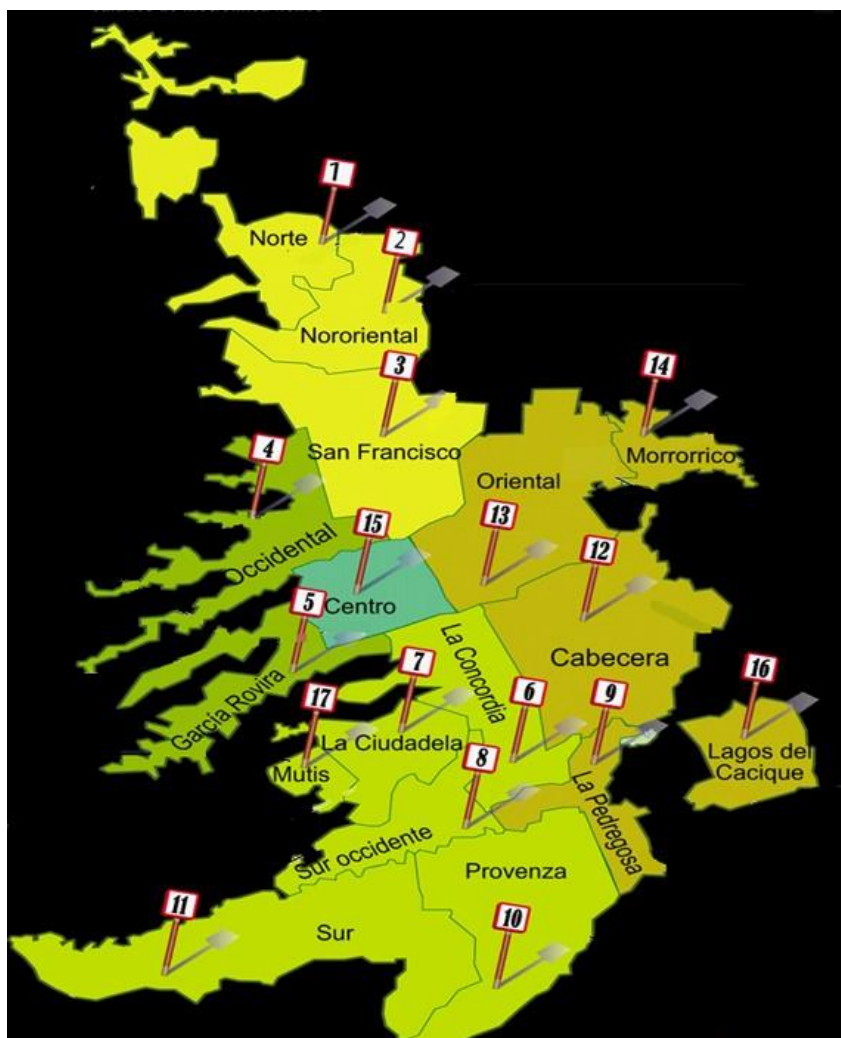 1
Norte
2
Nororiental
3
San Francisco
14
Morrorrico
4
Occidental
Oriental
13
15
Centro
12
Cabecera
5
García Rovira
7
La Concordia
6
9
16
Lagos del
Cacique
17
La Ciudadela
Mutis
8
La Pedregosa
Sur occidente
Provenza
11
Sur
10